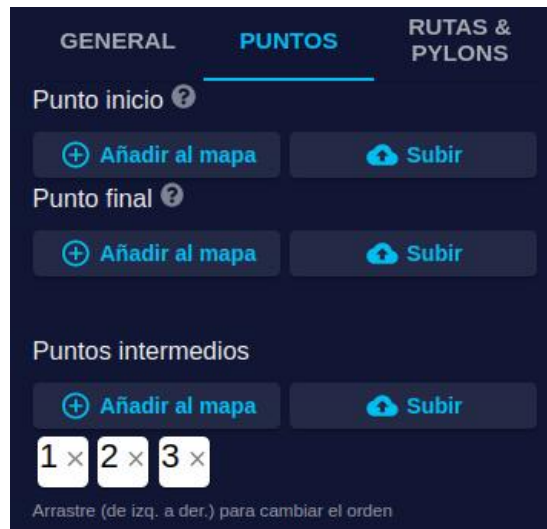 GENERAL PUNTOS RUTAS & PYLONS
Punto inicio ?
Añadir al mapa Subir
Punto final ?
Añadir al mapa Subir
Puntos intermedios
Añadir al mapa Subir
1 × 2 × 3 ×
Arrastre (de izq. a der.) para cambiar el orden